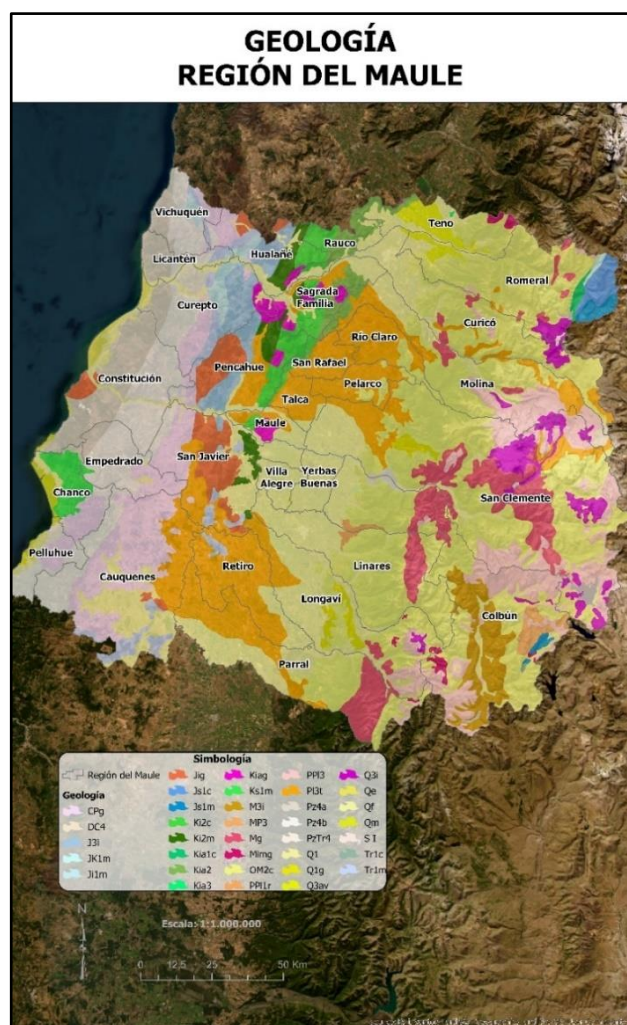 GEOLOGÍA
REGIÓN DEL MAULE
Vichuquén
Teno
Rauco
Hualañé
Licantén
Romeral
Sagrada
Familia
Curepto
Curicó
Río Claro
San Rafael
Pencahue
Constitución
Pelarco
Molina
Talca
Maule
San Javier
Empedrado
Villa
Alegre
Yerbas
Buenas
Chanco
San Clemente
Pelluhue
Cauquenes
Retiro
Linares
Longaví
Colbún
Parral
Simbología
Región del Maule
Geología
CPg
DC4
J3i
JK1m
Ji1m
Jig
Js1c
Js1m
Ki2c
Ki2m
Kia1c
Kia2
Kia3
Kiag
Ks1m
M3i
MP3
Mg
Mimg
OM2c
PPl1r
PPl3
Pl3t
Pz4a
Pz4b
PzTr4
Q1
Q1g
Q3av
Q3i
Qe
Qf
Qm
S I
Tr1c
Tr1m
N
Escala: 1:1.000.000
0 12,5 25 50 Km